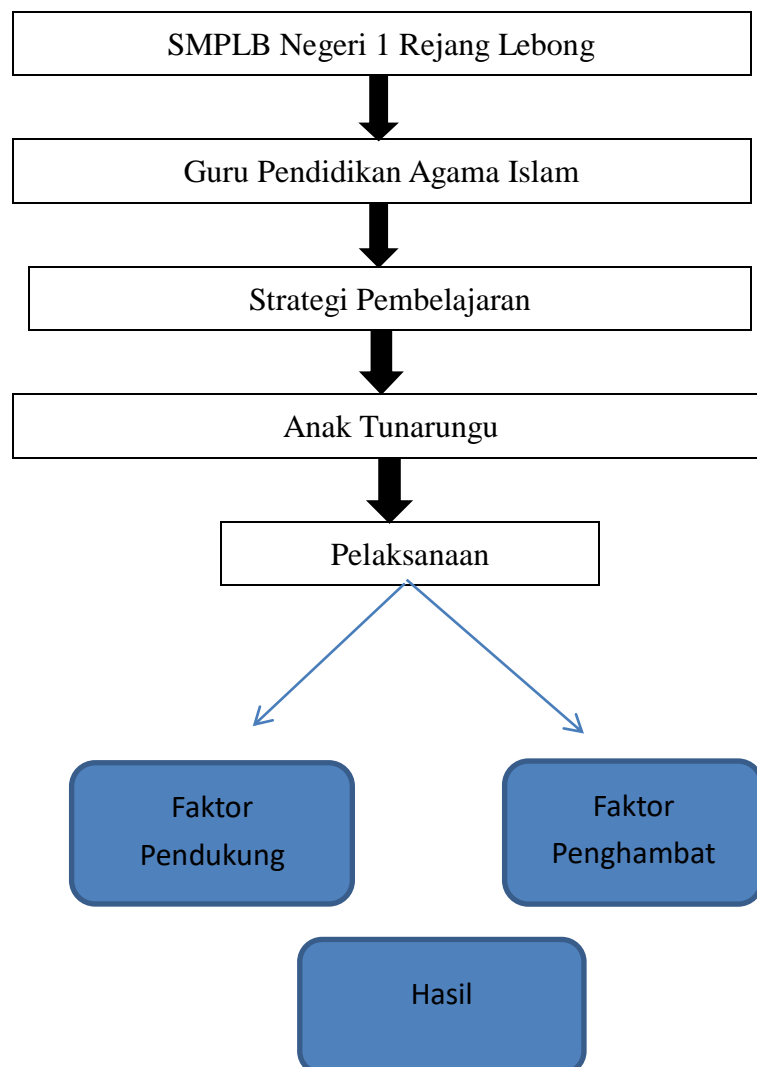 SMPLB Negeri 1 Rejang Lebong
Guru Pendidikan Agama Islam
Strategi Pembelajaran
Anak Tunarungu
Pelaksanaan
Faktor
Pendukung
Faktor
Penghambat
Hasil